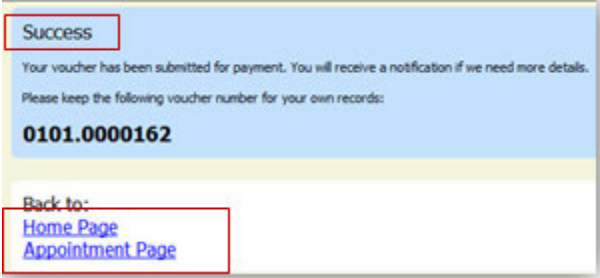 Success
Your voucher has been submitted for payment. You will receive a notification if we need more details.
Please keep the following voucher number for your own records:
0101.0000162
Back to:
Home Page
Appointment Page